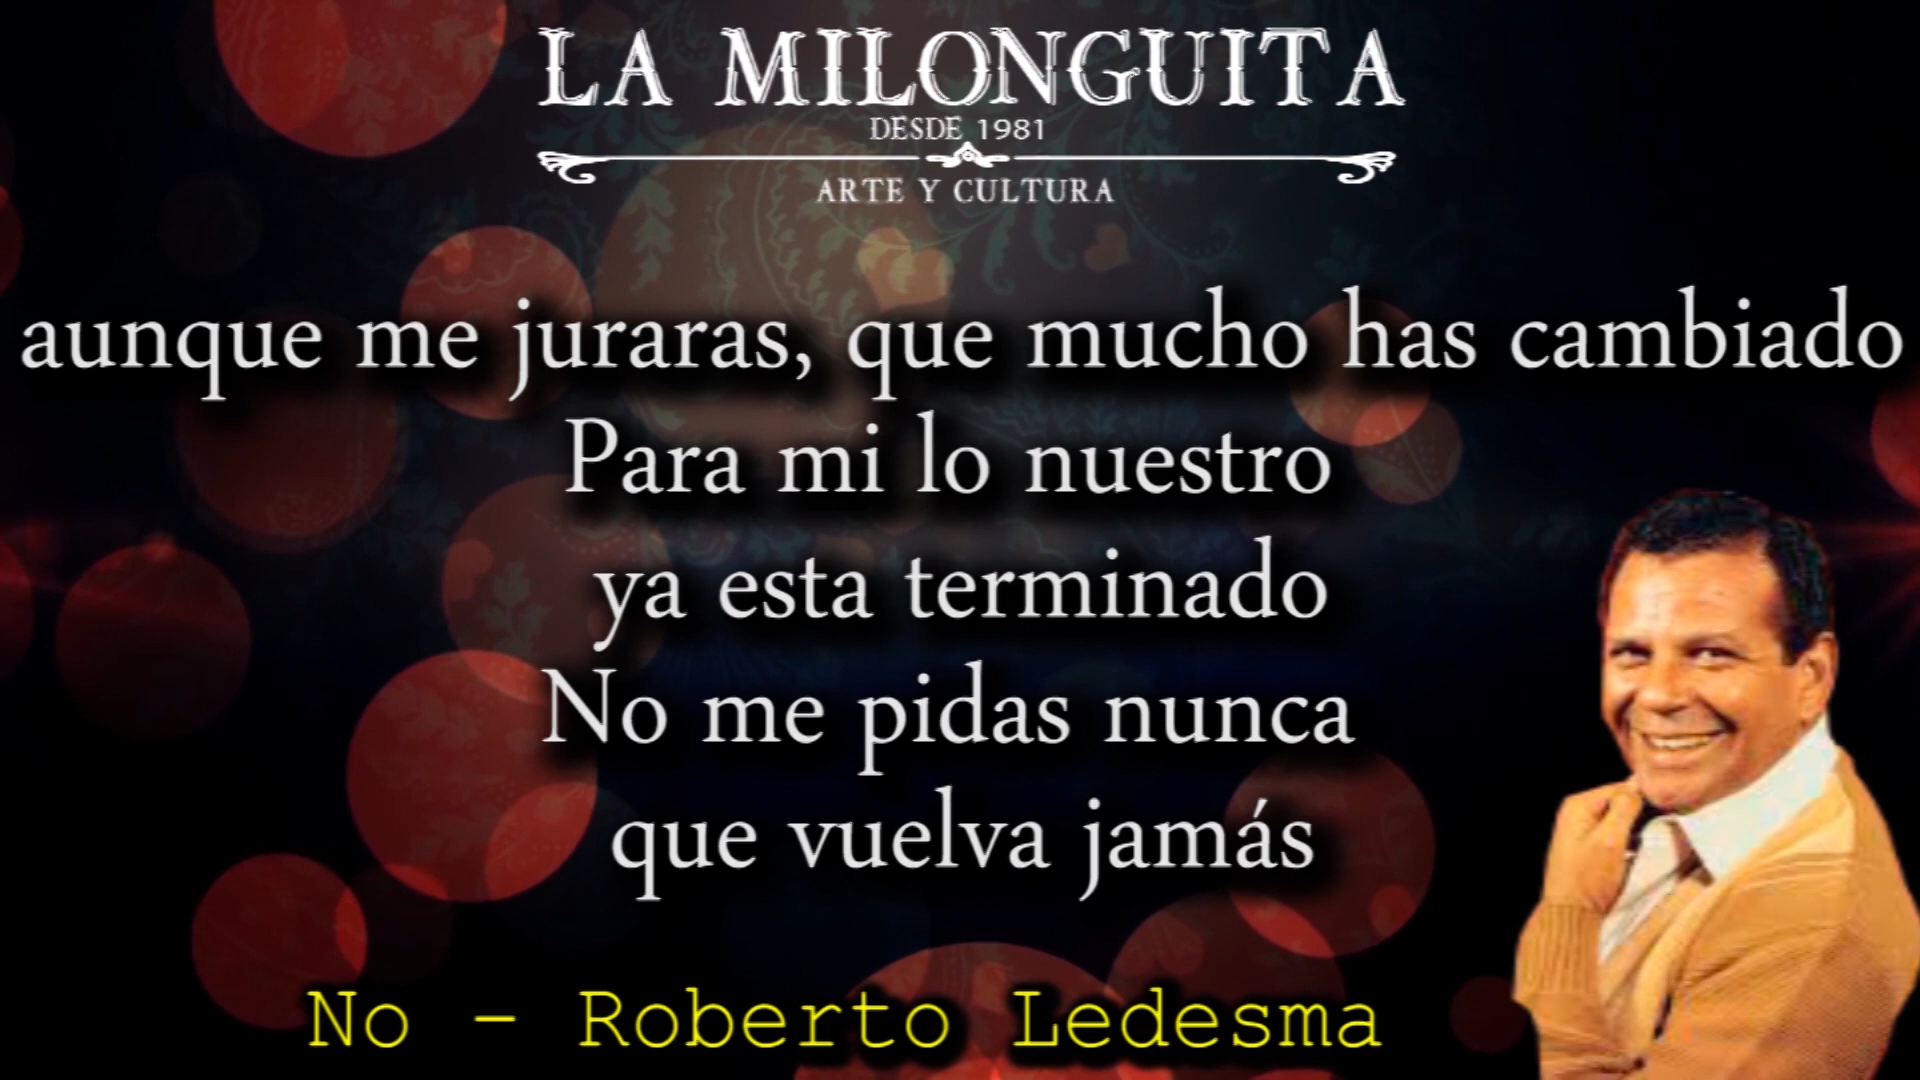 LA MILONGUITA
DESDE 1981
ARTE Y CULTURA
aunque me juraras, que mucho has cambiado
Para mi lo nuestro
ya esta terminado
No me pidas nunca
que vuelva jamás
No - Roberto Ledesma